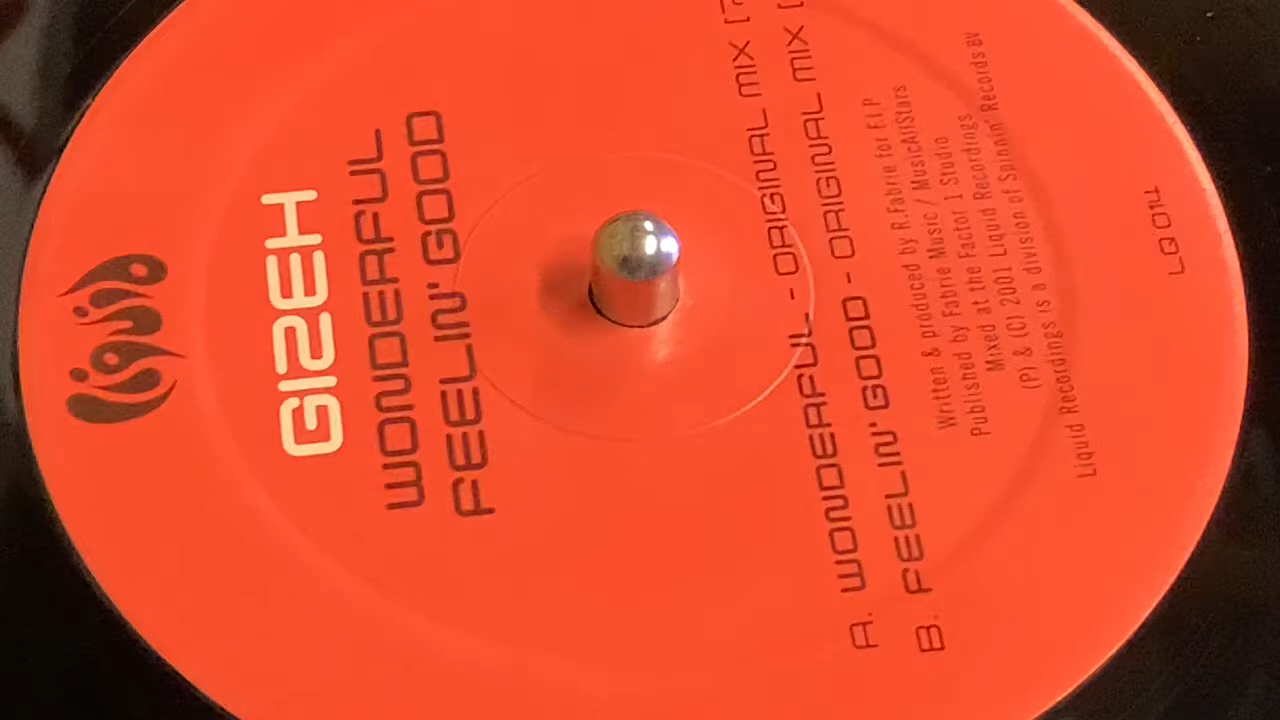 liquid
GIZEH
WONDERFUL
FEELIN' GOOD
A. WONDERFUL - ORIGINAL MIX [
B. FEELIN' GOOD - ORIGINAL MIX [
Written & produced by R.Fabrie for F.I.P
Published by Fabrie Music / MusicAllStars
Mixed at the Factor 1 Studio
(P) & (C) 2001 Liquid Recordings
Liquid Recordings is a division of Spinnin' Records BV
LQ 014